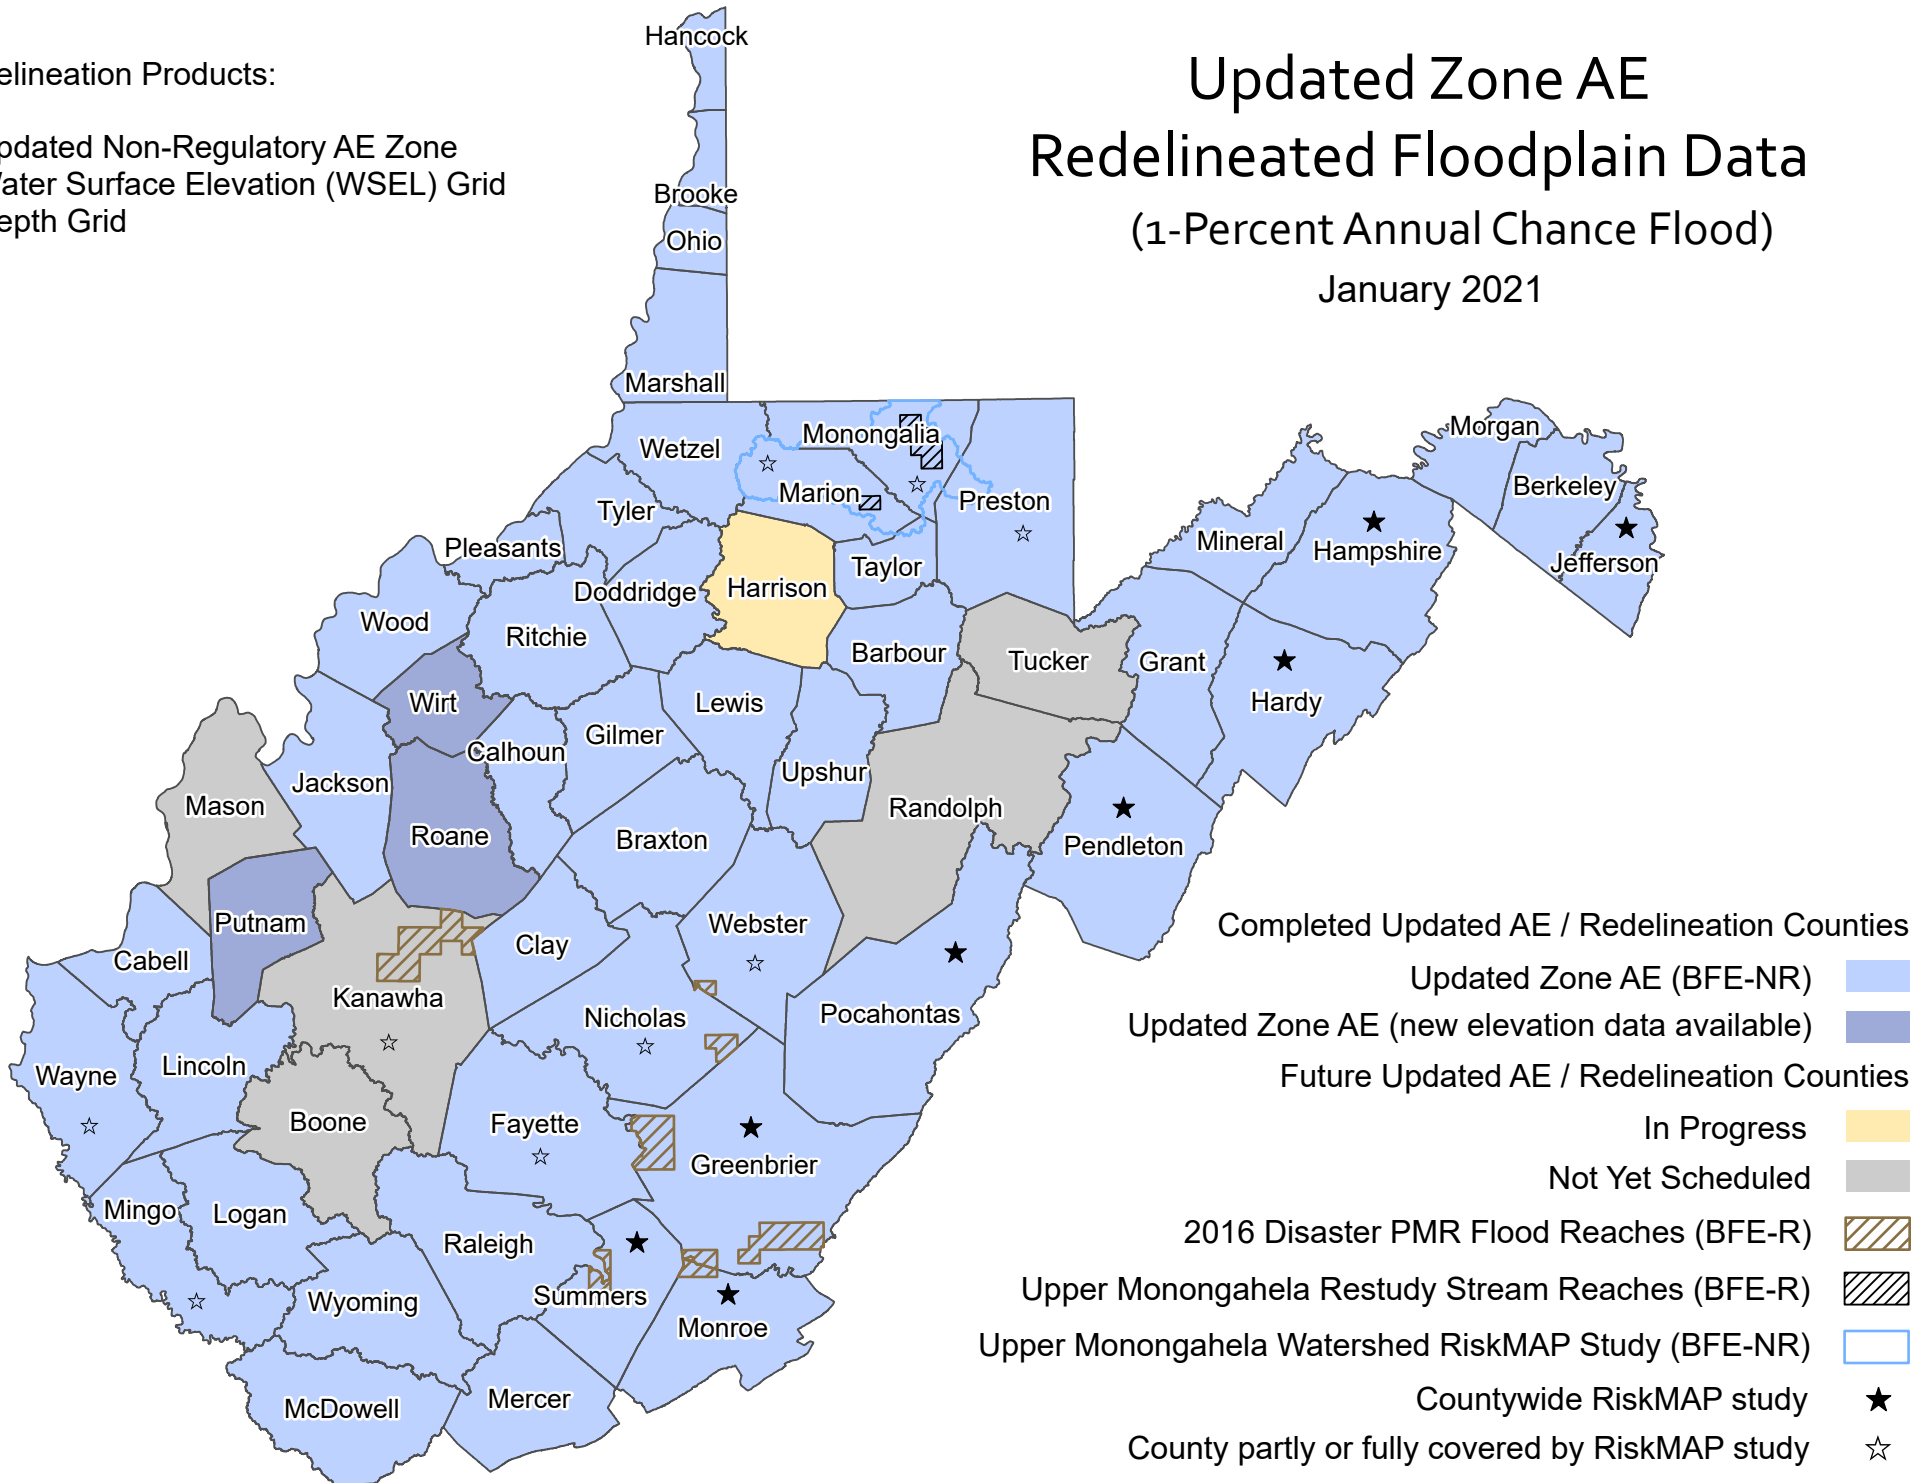 elineation Products:
pdated Non-Regulatory AE Zone
Water Surface Elevation (WSEL) Grid
epth Grid
Updated Zone AE
Redelineated Floodplain Data
(1-Percent Annual Chance Flood)
January 2021
Hancock
Brooke
Ohio
Marshall
Wetzel
Monongalia
Marion
Preston
Tyler
Pleasants
Doddridge
Harrison
Taylor
Mineral
Hampshire
Morgan
Berkeley
Jefferson
Wood
Ritchie
Barbour
Tucker
Grant
Hardy
Wirt
Lewis
Gilmer
Calhoun
Upshur
Jackson
Mason
Roane
Braxton
Randolph
Pendleton
Putnam
Cabell
Clay
Webster
Kanawha
Nicholas
Pocahontas
Wayne
Lincoln
Boone
Fayette
Greenbrier
Mingo
Logan
Raleigh
Summers
Wyoming
Monroe
McDowell
Mercer
Completed Updated AE / Redelineation Counties
Updated Zone AE (BFE-NR)
Updated Zone AE (new elevation data available)
Future Updated AE / Redelineation Counties
In Progress
Not Yet Scheduled
2016 Disaster PMR Flood Reaches (BFE-R)
Upper Monongahela Restudy Stream Reaches (BFE-R)
Upper Monongahela Watershed RiskMAP Study (BFE-NR)
Countywide RiskMAP study
County partly or fully covered by RiskMAP study